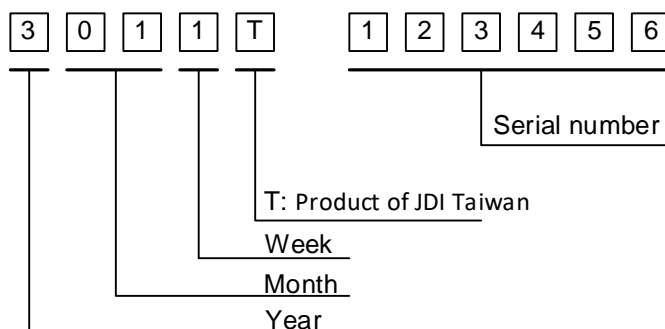 3 0 1 1 T 1 2 3 4 5 6
Serial number
T: Product of JDI Taiwan
Week
Month
Year